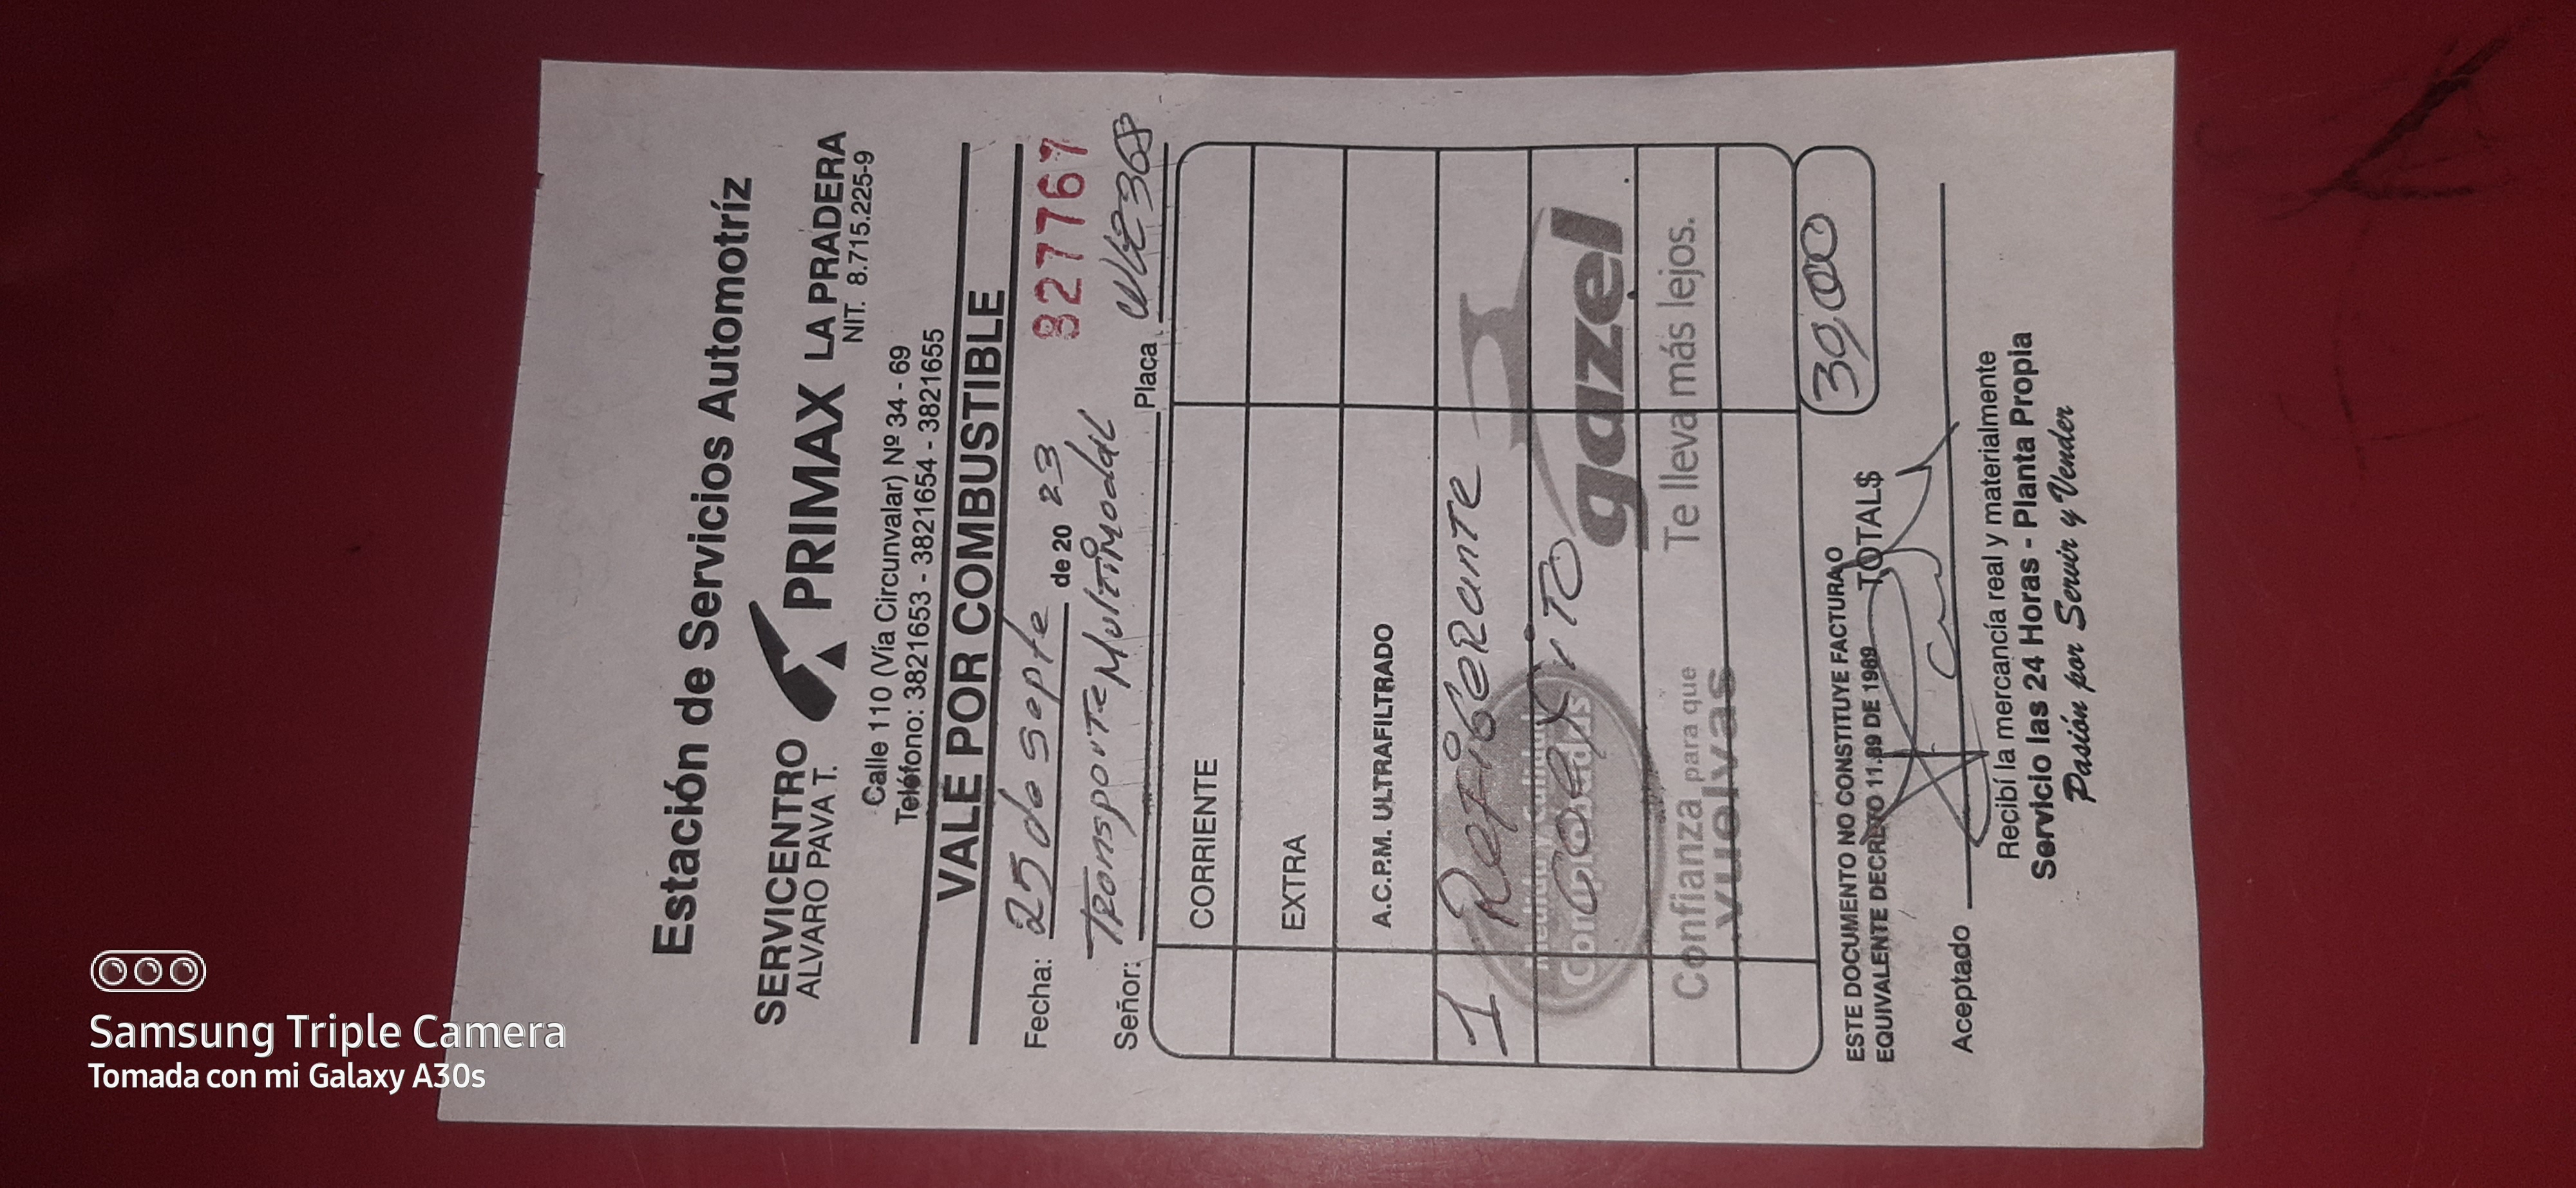 Estación de Servicios Automotríz
SERVICENTRO PRIMAX LA PRADERA
ALVARO PAVA T. NIT. 8.715.225-9
Calle 110 (Vía Circunvalar) Nº 34 - 69
Teléfono: 3821653 - 3821654 - 3821655
VALE POR COMBUSTIBLE
Fecha: 25 de septe de 20 23 827767
Señor: Transporte Multimodal Placa
CORRIENTE
EXTRA
A.C.P.M. ULTRAFILTRADO
1 Refrigerante
gazel
Confianza para que vuelvas
Te lleva más lejos.
ESTE DOCUMENTO NO CONSTITUYE FACTURA O
EQUIVALENTE DECRETO 11.89 DE 1989 TOTAL$ 39,00
Aceptado
Recibí la mercancía real y materialmente
Servicio las 24 Horas - Planta Propia
Pasión por Servir y Vender
Samsung Triple Camera
Tomada con mi Galaxy A30s